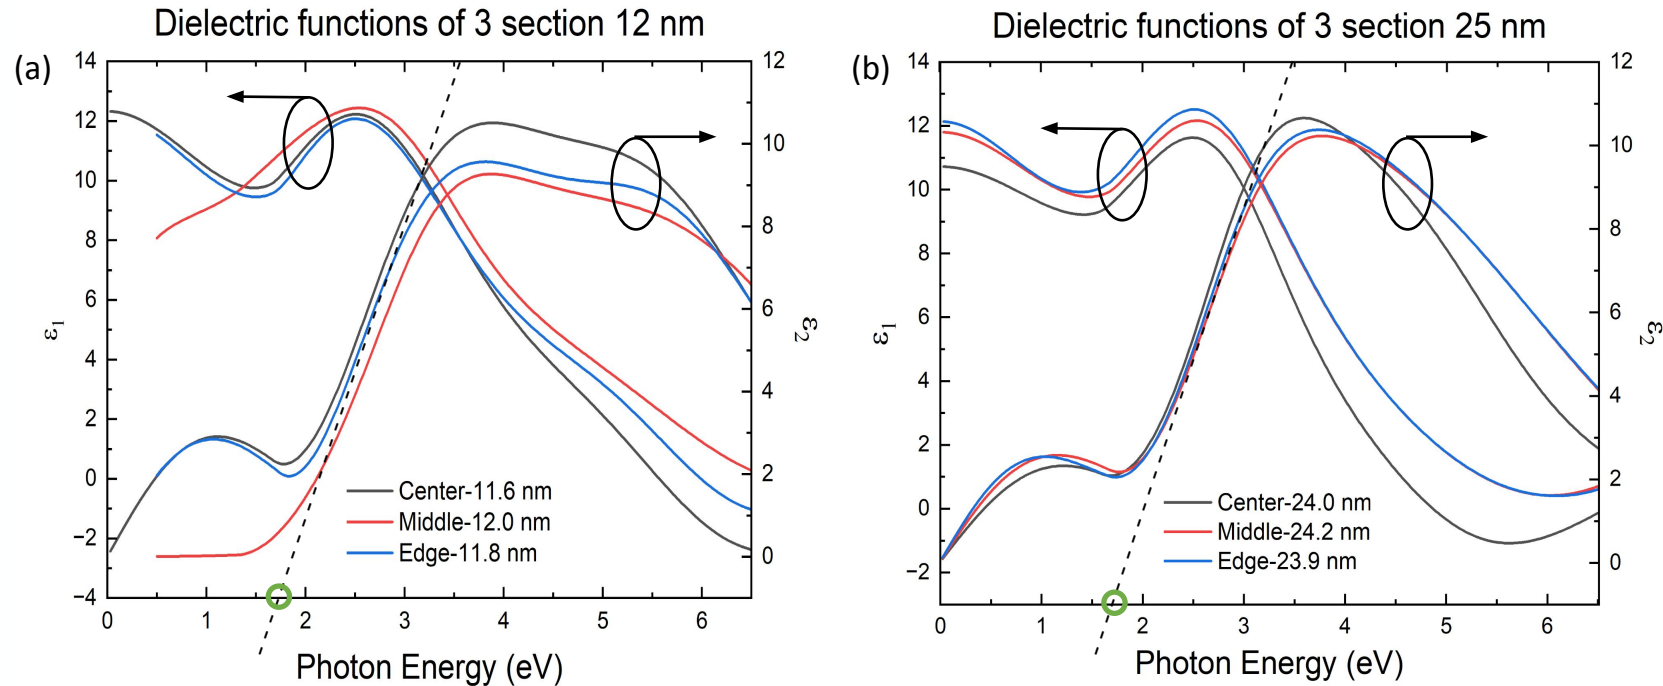 (a)
Dielectric functions of 3 section 12 nm
14
12
10
8
6
4
2
0
−2
−4
ε1
12
10
8
6
4
2
0
ε2
Center-11.6 nm
Middle-12.0 nm
Edge-11.8 nm
0 1 2 3 4 5 6
Photon Energy (eV)
(b)
Dielectric functions of 3 section 25 nm
14
12
10
8
6
4
2
0
−2
ε1
12
10
8
6
4
2
0
ε2
Center-24.0 nm
Middle-24.2 nm
Edge-23.9 nm
0 1 2 3 4 5 6
Photon Energy (eV)